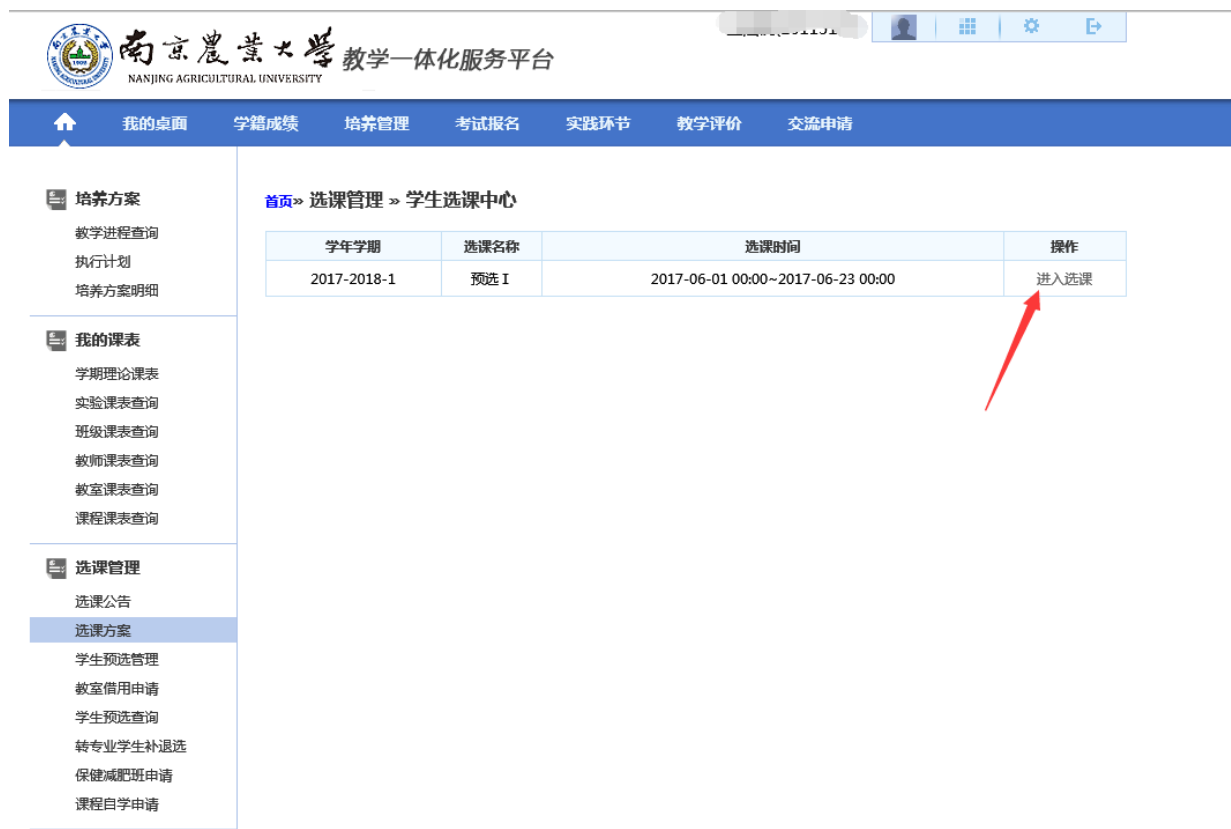 南京農業大學 教学一体化服务平台
NANJING AGRICULTURAL UNIVERSITY
我的桌面 学籍成绩 培养管理 考试报名 实践环节 教学评价 交流申请
培养方案
教学进程查询
执行计划
培养方案明细
我的课表
学期理论课表
实验课表查询
班级课表查询
教师课表查询
教室课表查询
课程课表查询
选课管理
选课公告
选课方案
学生预选管理
教室借用申请
学生预选查询
转专业学生补退选
保健减肥班申请
课程自学申请
首页» 选课管理 » 学生选课中心
学年学期 选课名称 选课时间 操作
2017-2018-1 预选 I 2017-06-01 00:00~2017-06-23 00:00 进入选课